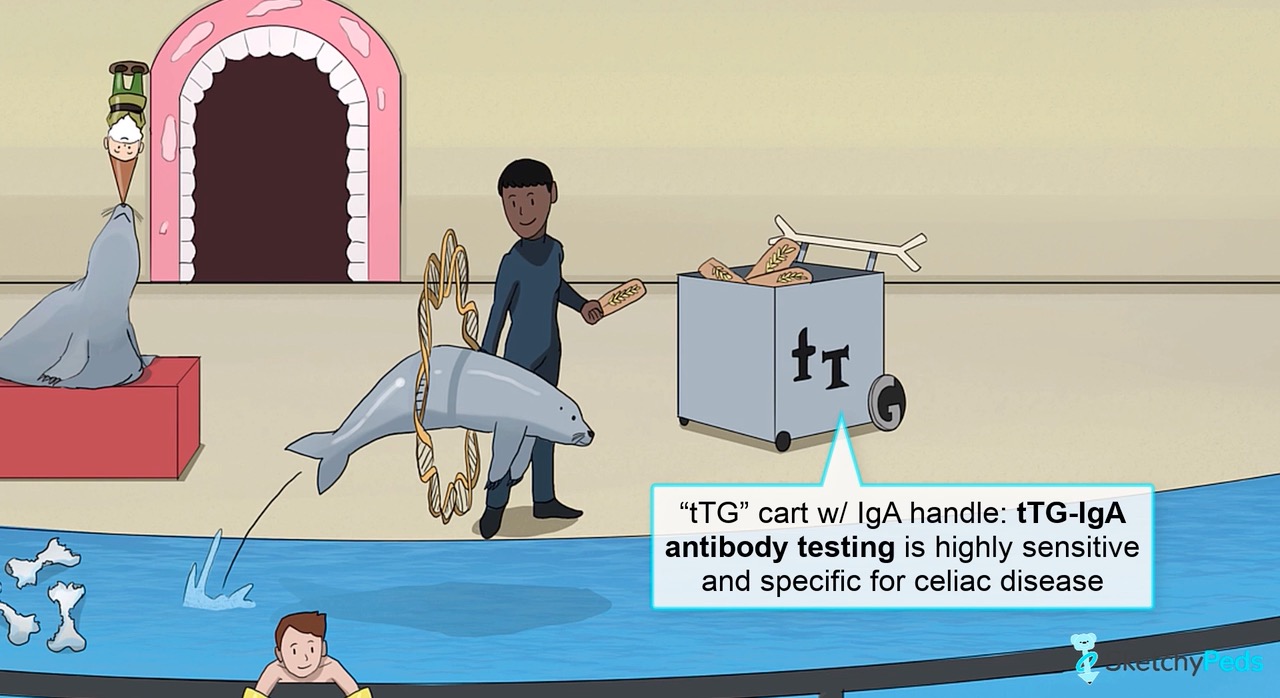 tT
G
“tTG” cart w/ IgA handle: tTG-IgA
antibody testing is highly sensitive
and specific for celiac disease
SketchyPeds